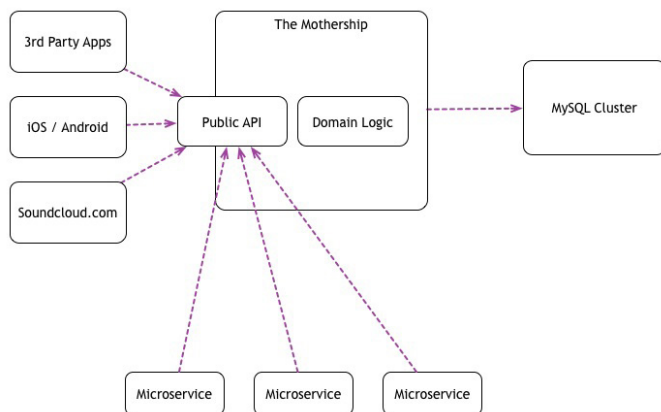 The Mothership
3rd Party Apps
iOS / Android
Public API
Domain Logic
MySQL Cluster
Soundcloud.com
Microservice
Microservice
Microservice